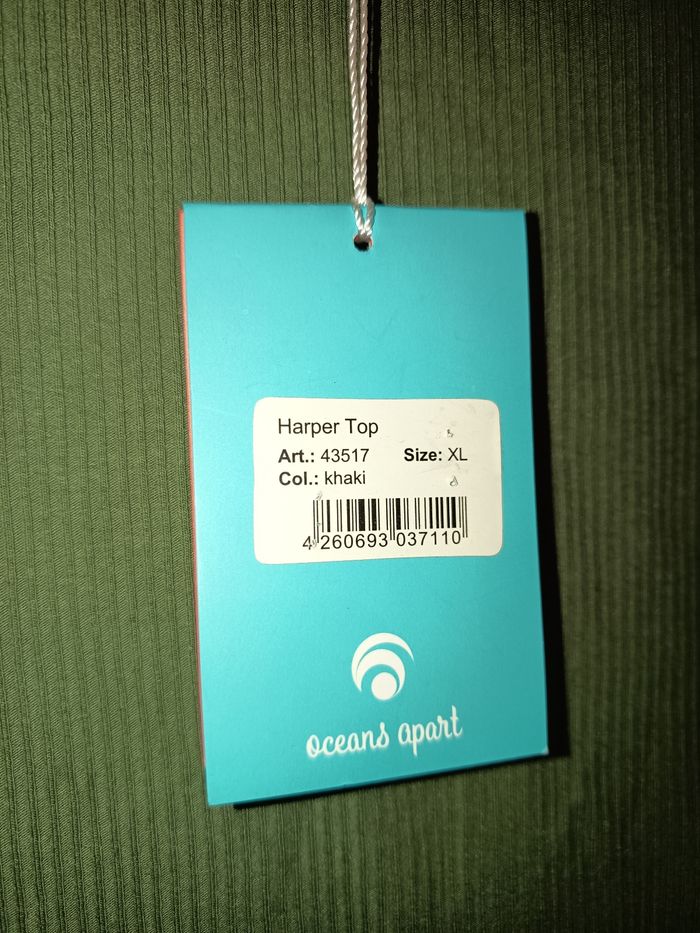 Harper Top
Art.: 43517 Size: XL
Col.: khaki
4 260693 037110
oceans apart